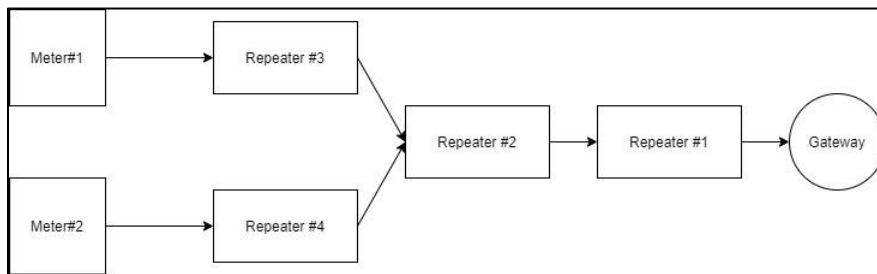 Meter#1
Repeater #3
Repeater #2
Repeater #1
Gateway
Meter#2
Repeater #4